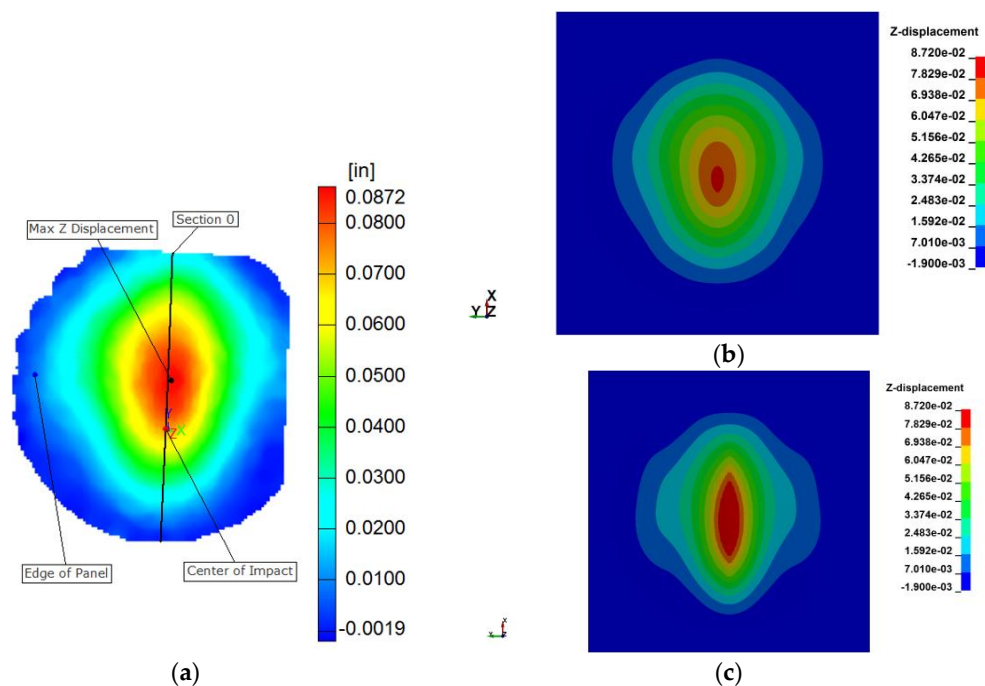 [in]
0.0872
0.0800
0.0700
0.0600
0.0500
0.0400
0.0300
0.0200
0.0100
-0.0019
Section 0
Max Z Displacement
Y
Z X
Edge of Panel
Center of Impact
(a)
X
Y Z
Z-displacement
8.720e-02
7.829e-02
6.938e-02
6.047e-02
5.156e-02
4.265e-02
3.374e-02
2.483e-02
1.592e-02
7.010e-03
-1.900e-03
(b)
Z-displacement
8.720e-02
7.938e-02
6.938e-02
6.047e-02
5.156e-02
4.265e-02
3.374e-02
2.483e-02
1.592e-02
7.010e-03
-1.900e-03
(c)